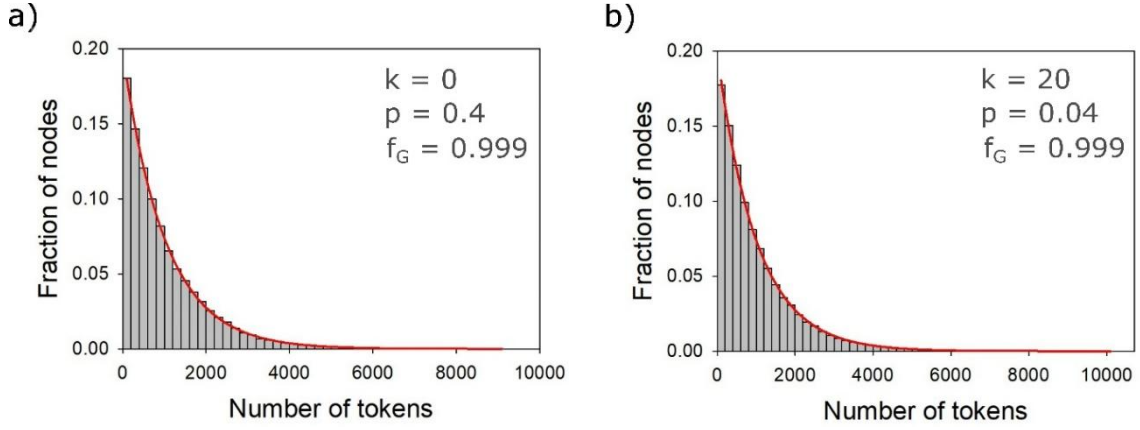 a)
0.20
0.15
0.10
0.05
0.00
Fraction of nodes
k = 0
p = 0.4
f_G = 0.999
0 2000 4000 6000 8000 10000
Number of tokens
b)
0.20
0.15
0.10
0.05
0.00
Fraction of nodes
k = 20
p = 0.04
f_G = 0.999
0 2000 4000 6000 8000 10000
Number of tokens